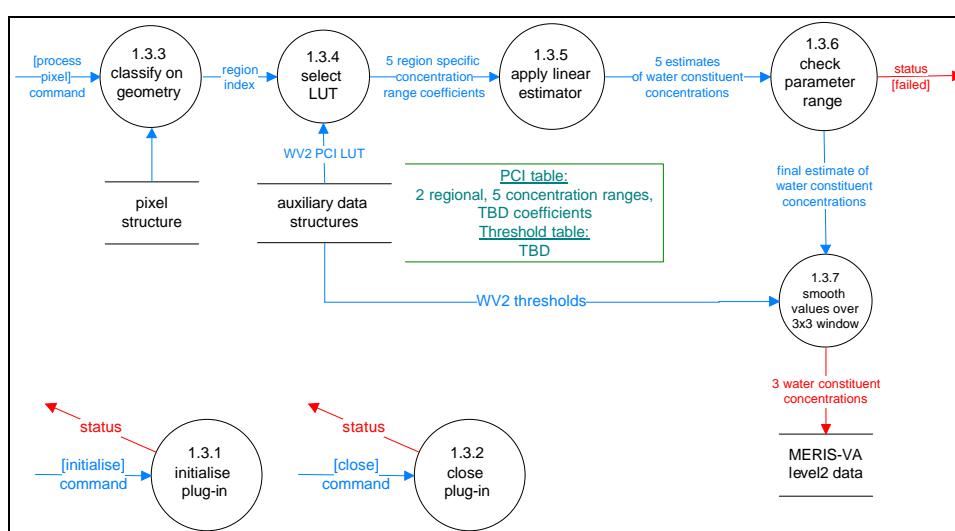 [process
pixel]
command
1.3.3
classify on
geometry
region
index
1.3.4
select
LUT
5 region specific
concentration
range coefficients
1.3.5
apply linear
estimator
5 estimates
of water constituent
concentrations
1.3.6
check
parameter
range
status
[failed]
WV2 PCI LUT
pixel
structure
auxiliary data
structures
PCI table:
2 regional, 5 concentration ranges,
TBD coefficients
Threshold table:
TBD
final estimate of
water constituent
concentrations
WV2 thresholds
1.3.7
smooth
values over
3x3 window
3 water constituent
concentrations
MERIS-VA
level2 data
status
[initialise]
command
1.3.1
initialise
plug-in
status
[close]
command
1.3.2
close
plug-in